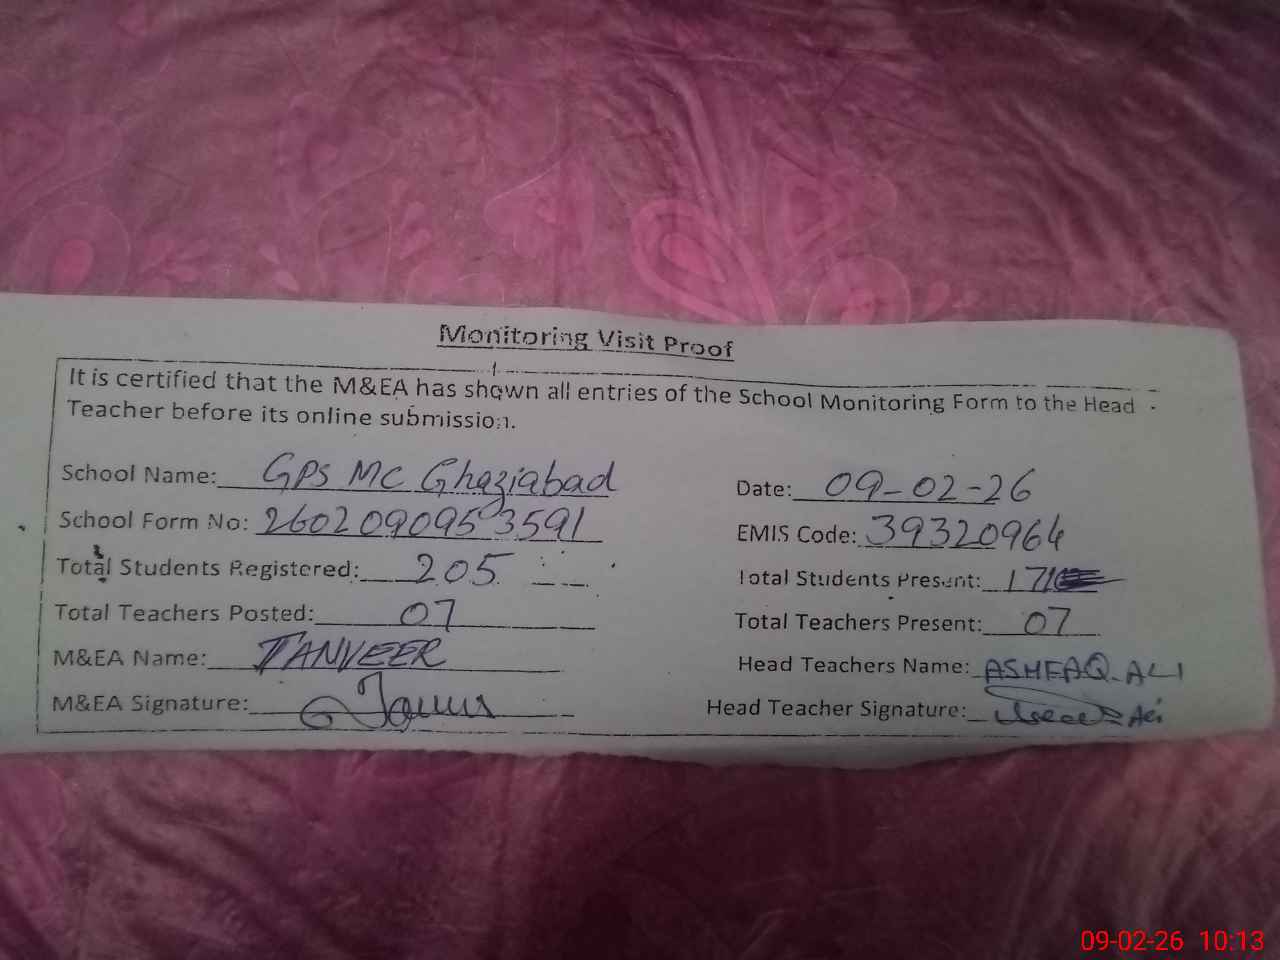 Monitoring Visit Proof
It is certified that the M&EA has shown all entries of the School Monitoring Form to the Head
Teacher before its online submission.
School Name: GPS MC Ghaziabad Date: 09-02-26
School Form No: 2602090953591 EMIS Code: 39320964
Total Students Registered: 205 Total Students Present: 171
Total Teachers Posted: 07 Total Teachers Present: 07
M&EA Name: TANVEER Head Teachers Name: ASHFAQ ALI
M&EA Signature: Head Teacher Signature: Ali
09-02-26 10:13